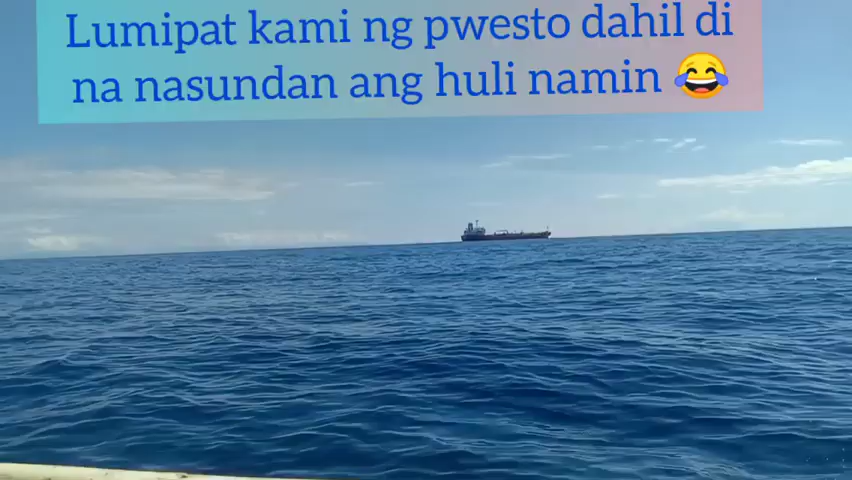 Lumipat kami ng pwesto dahil di
na nasundan ang huli namin 😂